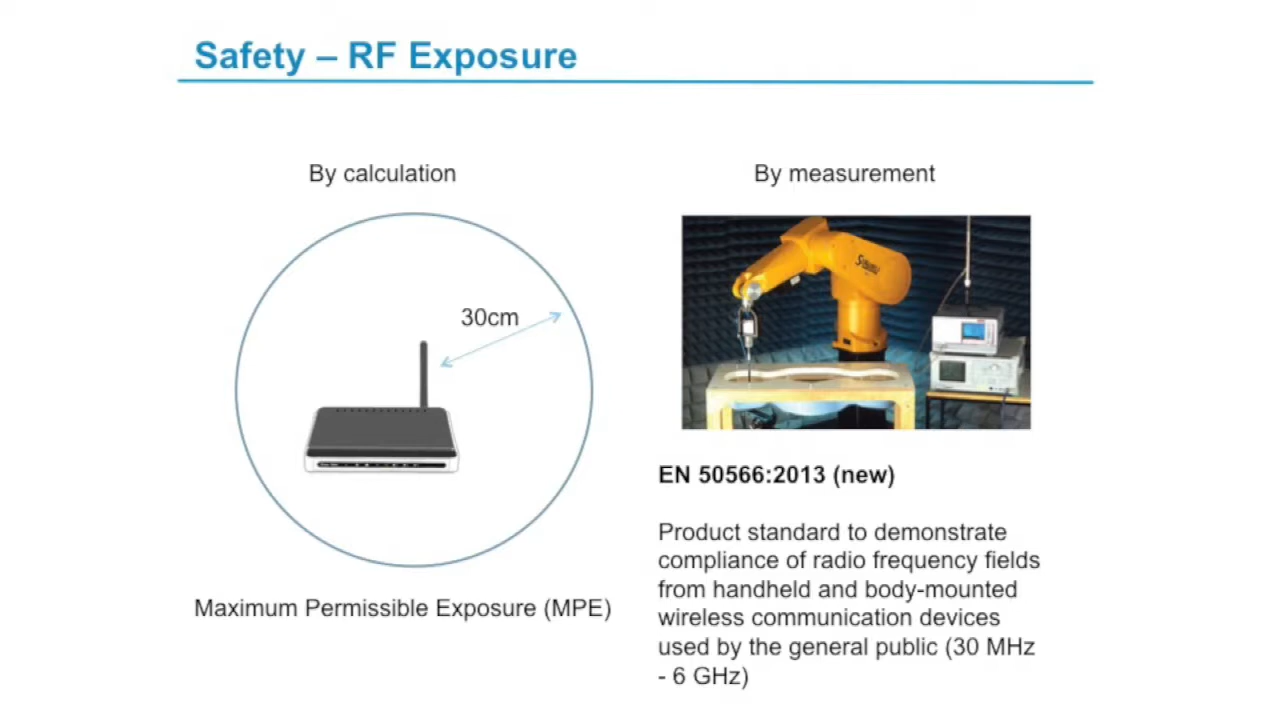 Safety – RF Exposure
By calculation
30cm
Maximum Permissible Exposure (MPE)
By measurement
EN 50566:2013 (new)
Product standard to demonstrate
compliance of radio frequency fields
from handheld and body-mounted
wireless communication devices
used by the general public (30 MHz
- 6 GHz)